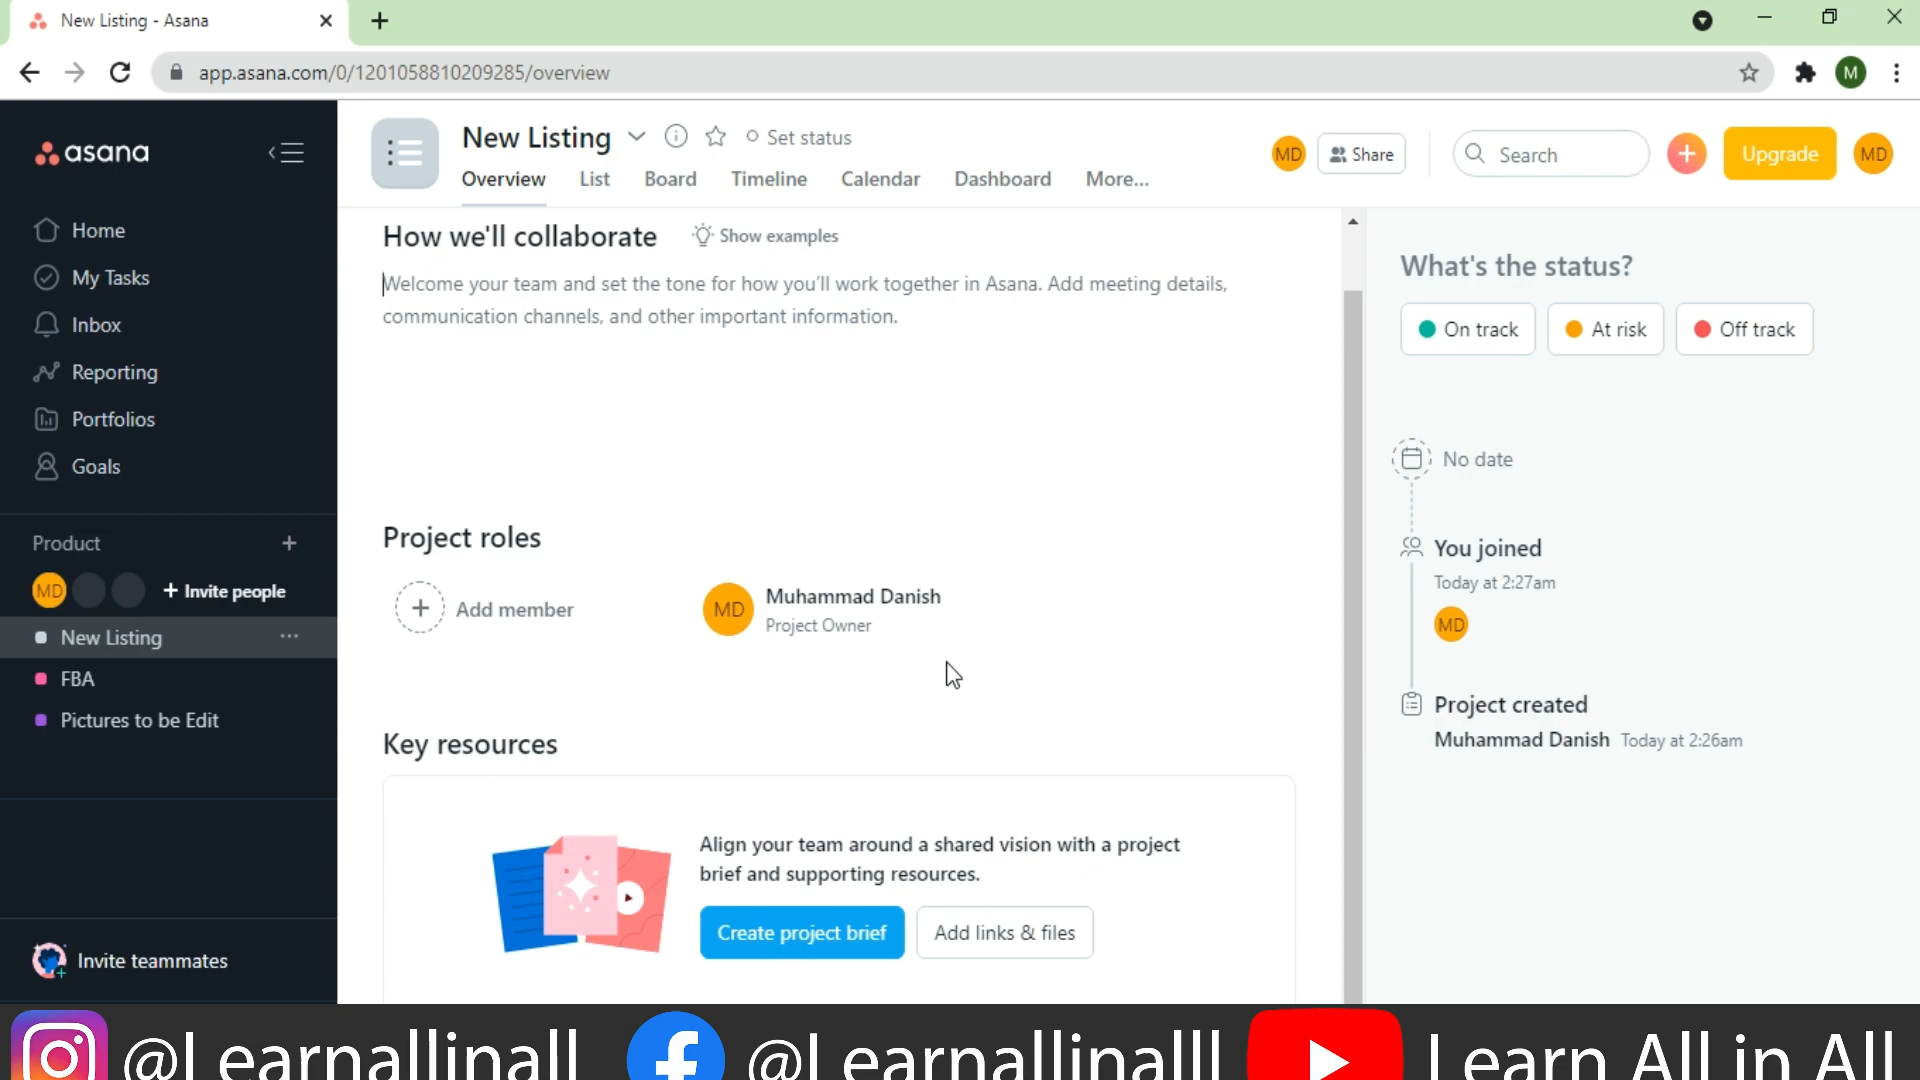 New Listing - Asana
app.asana.com/0/1201058810209285/overview
M
asana
Home
My Tasks
Inbox
Reporting
Portfolios
Goals
Product
MD
Invite people
New Listing
FBA
Pictures to be Edit
Invite teammates
New Listing
Set status
Overview List Board Timeline Calendar Dashboard More...
MD
Share
Search
Upgrade
MD
How we'll collaborate
Show examples
Welcome your team and set the tone for how you'll work together in Asana. Add meeting details,
communication channels, and other important information.
Project roles
Add member
MD
Muhammad Danish
Project Owner
Key resources
Align your team around a shared vision with a project
brief and supporting resources.
Create project brief
Add links & files
What's the status?
On track
At risk
Off track
No date
You joined
Today at 2:27am
MD
Project created
Muhammad Danish Today at 2:26am
@Learnallinall
@Learnallinalll
Learn All in All